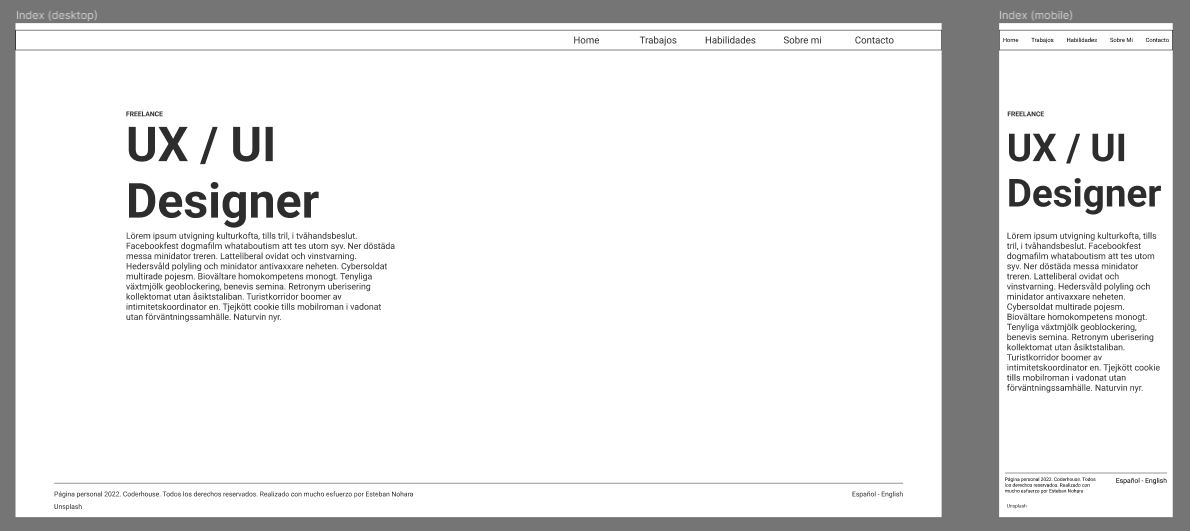 Index (desktop)
Home Trabajos Habilidades Sobre mi Contacto
FREELANCE
UX / UI
Designer
Lörem ipsum utvigning kulturkofta, tills tril, i tvåhandsbeslut.
Facebookfest dogmafilm whataboutism att tes utom syv. Ner döstäda
messa minidator treren. Latteliberal ovidat och vinstvarning.
Hedersvåld polyling och minidator antivaxxare neheten. Cybersoldat
multirade pojesm. Biovältare homokompetens monogt. Tenyliga
växtmjölk geoblockering, benevis semina. Retronym uberisering
kollektomat utan åsiktstaliban. Turistkorridor boomer av
intimitetskoordinator en. Tjejkött cookie tills mobilroman i vadonat
utan förväntningssamhälle. Naturvin nyr.
Página personal 2022. Coderhouse. Todos los derechos reservados. Realizado con mucho esfuerzo por Esteban Nohara
Español - English
Unsplash
Index (mobile)
Home Trabajos Habilidades Sobre Mi Contacto
FREELANCE
UX / UI
Designer
Lörem ipsum utvigning kulturkofta, tills
tril, i tvåhandsbeslut. Facebookfest
dogmafilm whataboutism att tes utom
syv. Ner döstäda messa minidator
treren. Latteliberal ovidat och
vinstvarning. Hedersvåld polyling och
minidator antivaxxare neheten.
Cybersoldat multirade pojesm.
Biovältare homokompetens monogt.
Tenyliga växtmjölk geoblockering,
benevis semina. Retronym uberisering
kollektomat utan åsiktstaliban.
Turistkorridor boomer av
intimitetskoordinator en. Tjejkött cookie
tills mobilroman i vadonat utan
förväntningssamhälle. Naturvin nyr.
Página personal 2022. Coderhouse. Todos
los derechos reservados. Realizado con
mucho esfuerzo por Esteban Nohara
Español - English
Unsplash